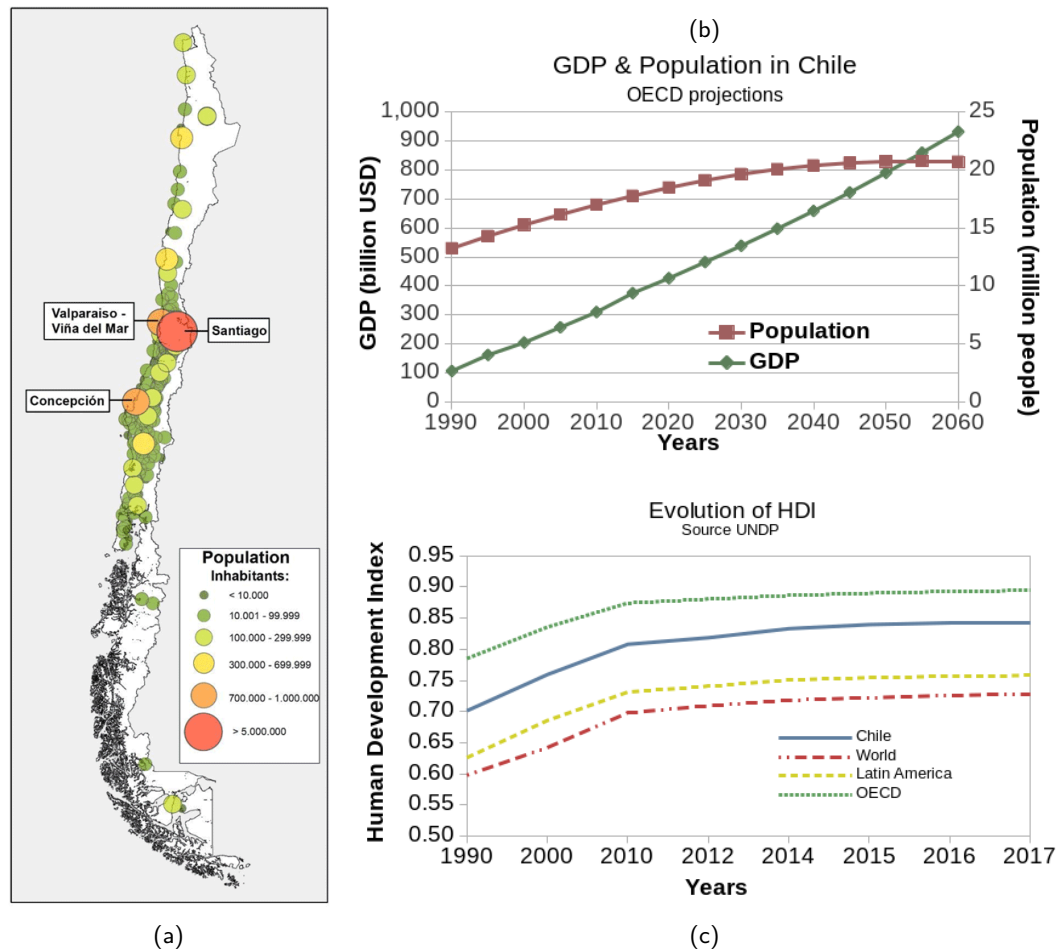 Valparaiso -
Viña del Mar
Santiago
Concepción
Population
Inhabitants:
< 10.000
10.001 - 99.999
100.000 - 299.999
300.000 - 699.999
700.000 - 1.000.000
> 5.000.000
(a)
(b)
GDP & Population in Chile
OECD projections
GDP (billion USD)
1,000
900
800
700
600
500
400
300
200
100
0
Population (million people)
25
20
15
10
5
0
Population
GDP
1990 2000 2010 2020 2030 2040 2050 2060
Years
Evolution of HDI
Source UNDP
Human Development Index
0.95
0.90
0.85
0.80
0.75
0.70
0.65
0.60
0.55
0.50
Chile
World
Latin America
OECD
1990 2000 2010 2012 2014 2015 2016 2017
Years
(c)